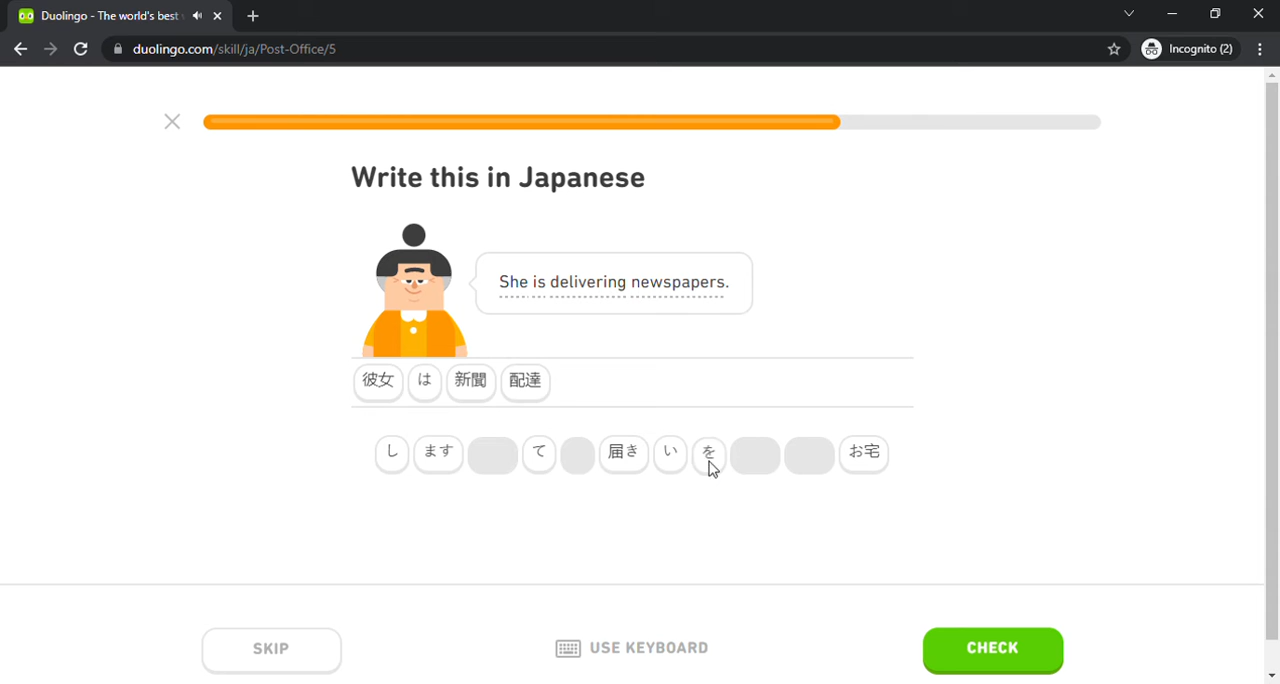 Duolingo - The world's best
duolingo.com/skill/ja/Post-Office/5
Incognito (2)
Write this in Japanese
She is delivering newspapers.
彼女 は 新聞 配達
し ます て 届き い を お宅
SKIP
USE KEYBOARD
CHECK